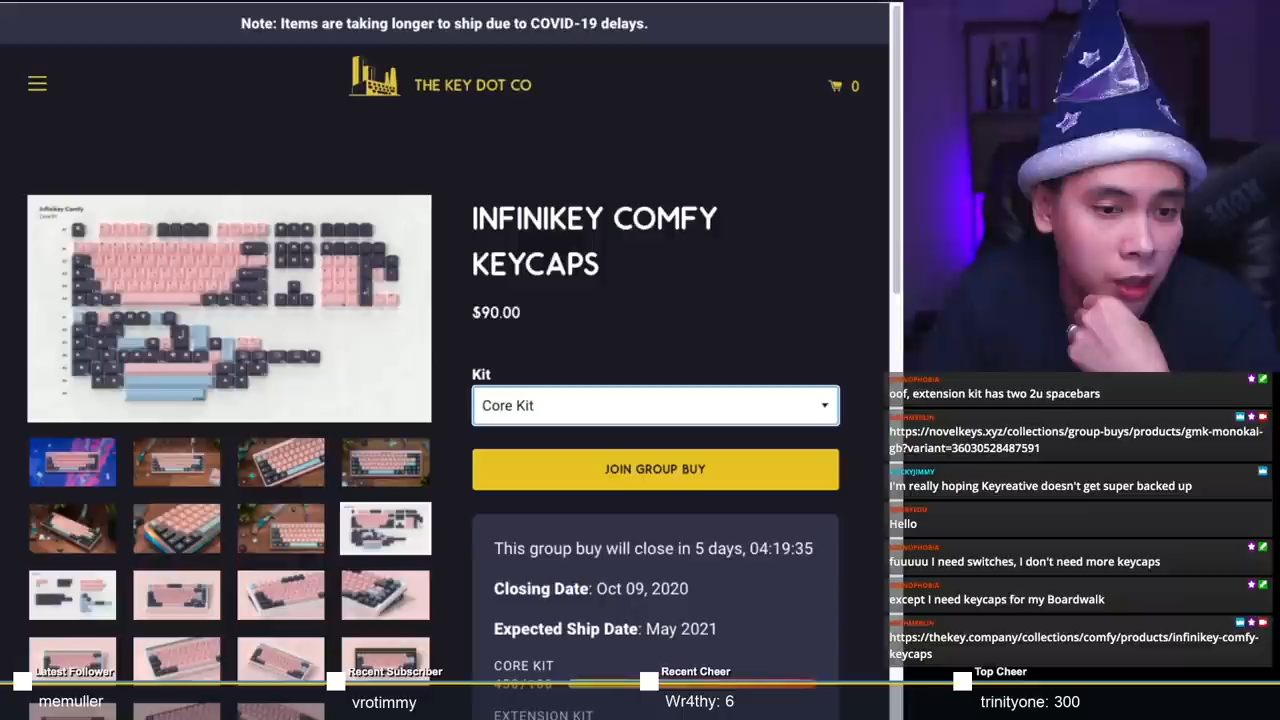 Note: Items are taking longer to ship due to COVID-19 delays.
THE KEY DOT CO
0
Infinikey Comfy
INFINIKEY COMFY
KEYCAPS
$90.00
Kit
Core Kit
JOIN GROUP BUY
This group buy will close in 5 days, 04:19:35
Closing Date: Oct 09, 2020
Expected Ship Date: May 2021
CORE KIT
EXTENSION KIT
oof, extension kit has two 2u spacebars
https://novelkeys.xyz/collections/group-buys/products/gmk-monokai-
gb?variant=36030528487591
I'm really hoping Keyreative doesn't get super backed up
Hello
fuuuuu I need switches, I don't need more keycaps
except I need keycaps for my Boardwalk
https://thekey.company/collections/comfy/products/infinikey-comfy-
keycaps
Latest Follower
memuller
Recent Subscriber
vrotimmy
Recent Cheer
Wr4thy: 6
Top Cheer
trinityone: 300